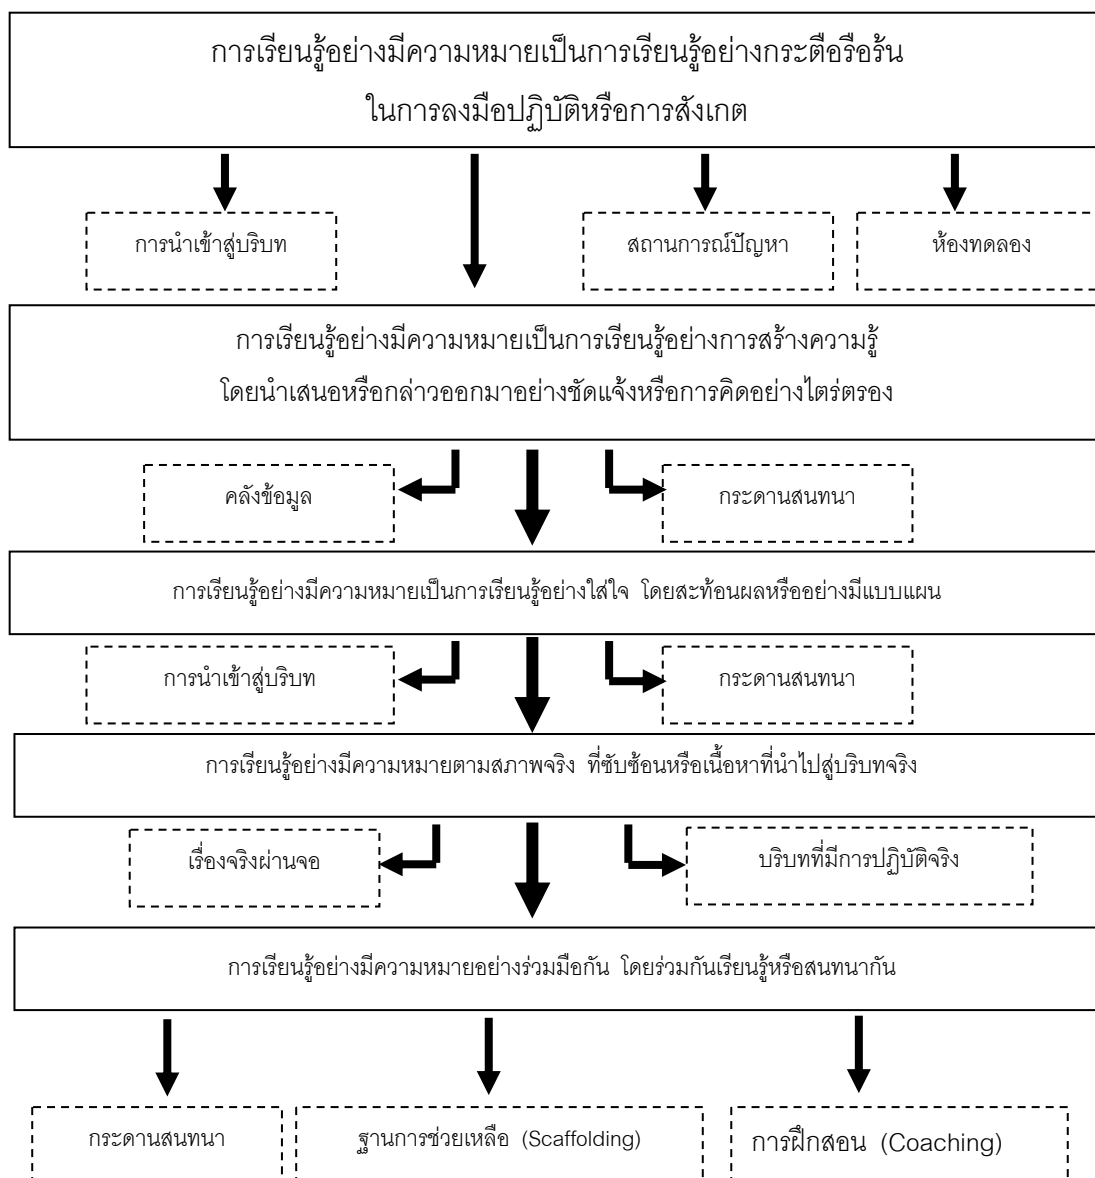 การเรียนรู้อย่างมีความหมายเป็นการเรียนรู้อย่างกระตือรือร้น
ในการลงมือปฏิบัติหรือการสังเกต
การนำเข้าสู่บริบท
สถานการณ์ปัญหา
ห้องทดลอง
การเรียนรู้อย่างมีความหมายเป็นการเรียนรู้อย่างการสร้างความรู้
โดยนำเสนอหรือกล่าวออกมาอย่างชัดแจ้งหรือการคิดอย่างไตร่ตรอง
คลังข้อมูล
กระดานสนทนา
การเรียนรู้อย่างมีความหมายเป็นการเรียนรู้อย่างใส่ใจ โดยสะท้อนผลหรืออย่างมีแบบแผน
การนำเข้าสู่บริบท
กระดานสนทนา
การเรียนรู้อย่างมีความหมายตามสภาพจริง ที่ซับซ้อนหรือเนื้อหาที่นำไปสู่บริบทจริง
เรื่องจริงผ่านจอ
บริบทที่มีการปฏิบัติจริง
การเรียนรู้อย่างมีความหมายอย่างร่วมมือกัน โดยร่วมกันเรียนรู้หรือสนทนากัน
กระดานสนทนา
ฐานการช่วยเหลือ (Scaffolding)
การฝึกสอน (Coaching)